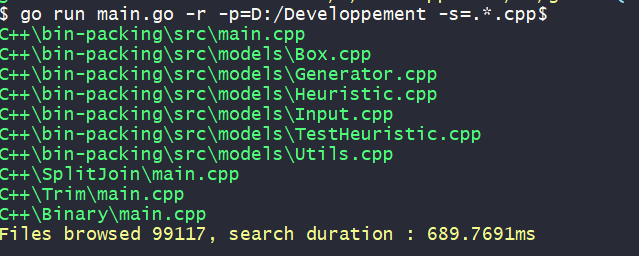 $ go run main.go -r -p=D:/Developpement -s=.*.cpp$
C++\bin-packing\src\main.cpp
C++\bin-packing\src\models\Box.cpp
C++\bin-packing\src\models\Generator.cpp
C++\bin-packing\src\models\Heuristic.cpp
C++\bin-packing\src\models\Input.cpp
C++\bin-packing\src\models\TestHeuristic.cpp
C++\bin-packing\src\models\Utils.cpp
C++\SplitJoin\main.cpp
C++\Trim\main.cpp
C++\Binary\main.cpp
Files browsed 99117, search duration : 689.7691ms